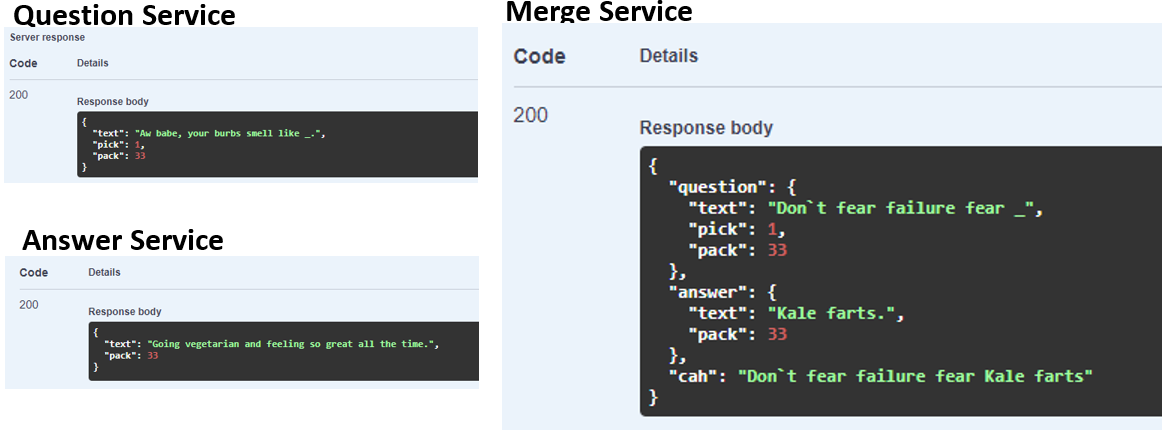 Question Service
Server response
Code Details
200
Response body
{
"text": "Aw babe, your burbs smell like _.",
"pick": 1,
"pack": 33
}
Answer Service
Code Details
200
Response body
{
"text": "Going vegetarian and feeling so great all the time.",
"pack": 33
}
Merge Service
Code Details
200
Response body
{
"question": {
"text": "Don`t fear failure fear _",
"pick": 1,
"pack": 33
},
"answer": {
"text": "Kale farts.",
"pack": 33
},
"cah": "Don`t fear failure fear Kale farts"
}